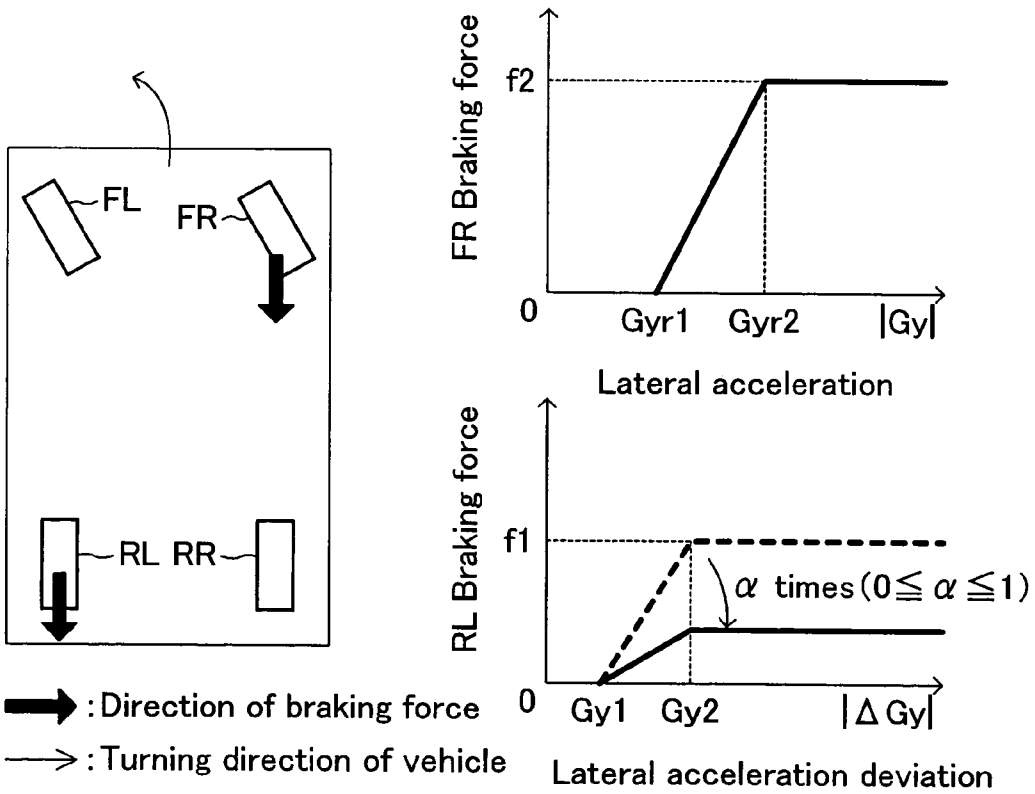 FL
FR
RL RR
: Direction of braking force
: Turning direction of vehicle
FR Braking force
f2
0
Gyr1 Gyr2 |Gy|
Lateral acceleration
RL Braking force
f1
α times (0≦ α ≦1)
0
Gy1 Gy2 |Δ Gy|
Lateral acceleration deviation